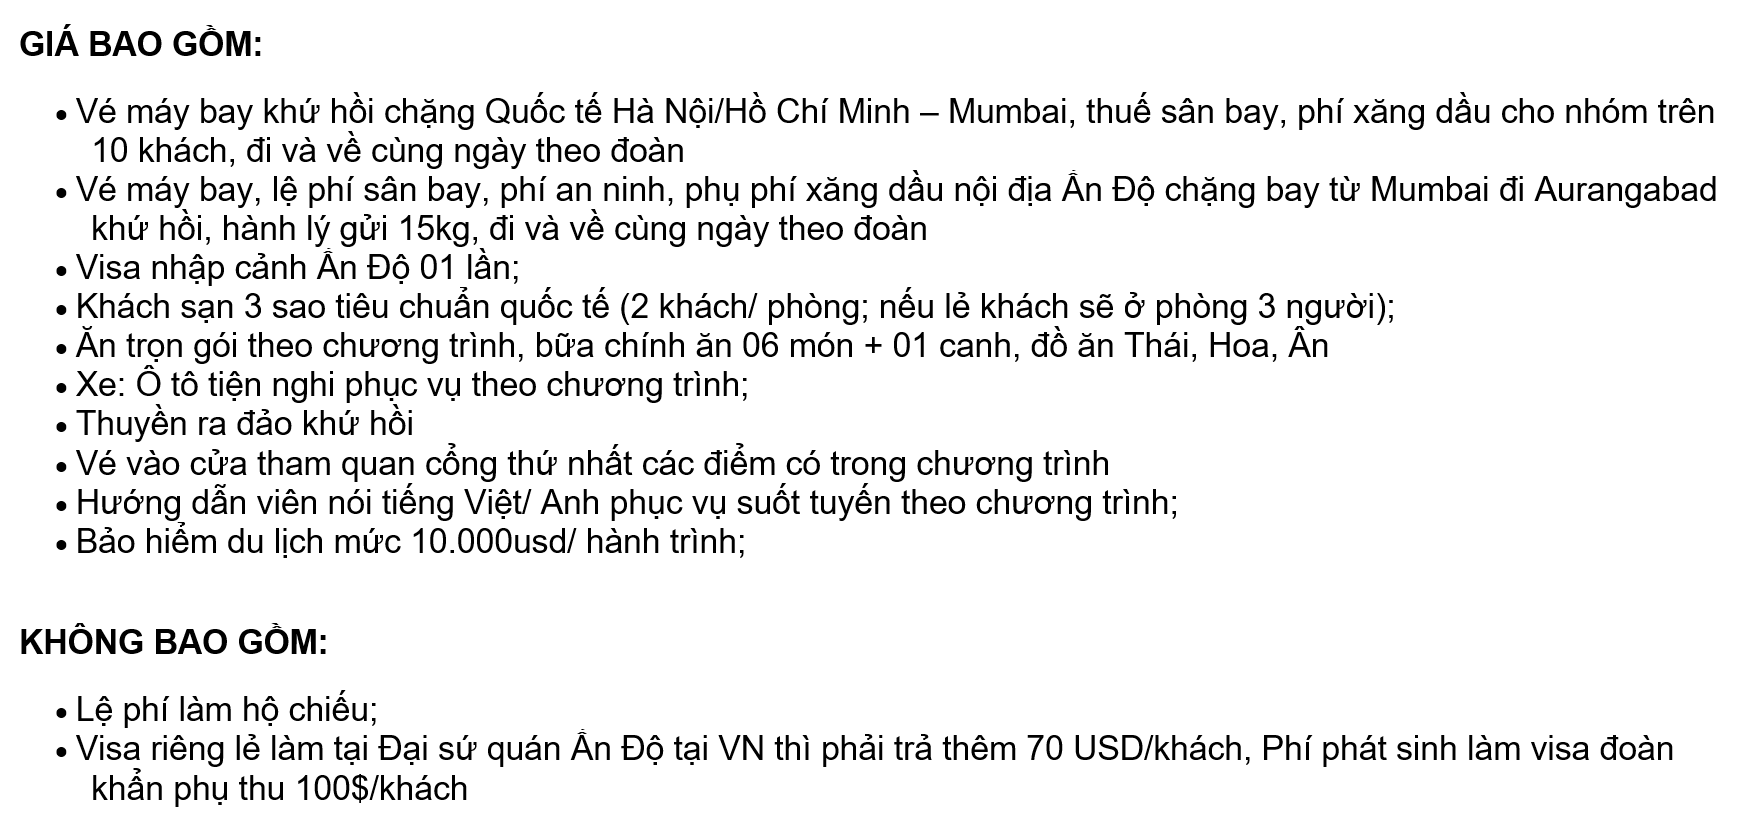 GIÁ BAO GỒM:
• Vé máy bay khứ hồi chặng Quốc tế Hà Nội/Hồ Chí Minh – Mumbai, thuế sân bay, phí xăng dầu cho nhóm trên
10 khách, đi và về cùng ngày theo đoàn
• Vé máy bay, lệ phí sân bay, phí an ninh, phụ phí xăng dầu nội địa Ấn Độ chặng bay từ Mumbai đi Aurangabad
khứ hồi, hành lý gửi 15kg, đi và về cùng ngày theo đoàn
• Visa nhập cảnh Ấn Độ 01 lần;
• Khách sạn 3 sao tiêu chuẩn quốc tế (2 khách/ phòng; nếu lẻ khách sẽ ở phòng 3 người);
• Ăn trọn gói theo chương trình, bữa chính ăn 06 món + 01 canh, đồ ăn Thái, Hoa, Ấn
• Xe: Ô tô tiện nghi phục vụ theo chương trình;
• Thuyền ra đảo khứ hồi
• Vé vào cửa tham quan cổng thứ nhất các điểm có trong chương trình
• Hướng dẫn viên nói tiếng Việt/ Anh phục vụ suốt tuyến theo chương trình;
• Bảo hiểm du lịch mức 10.000usd/ hành trình;
KHÔNG BAO GỒM:
• Lệ phí làm hộ chiếu;
• Visa riêng lẻ làm tại Đại sứ quán Ấn Độ tại VN thì phải trả thêm 70 USD/khách, Phí phát sinh làm visa đoàn
khẩn phụ thu 100$/khách